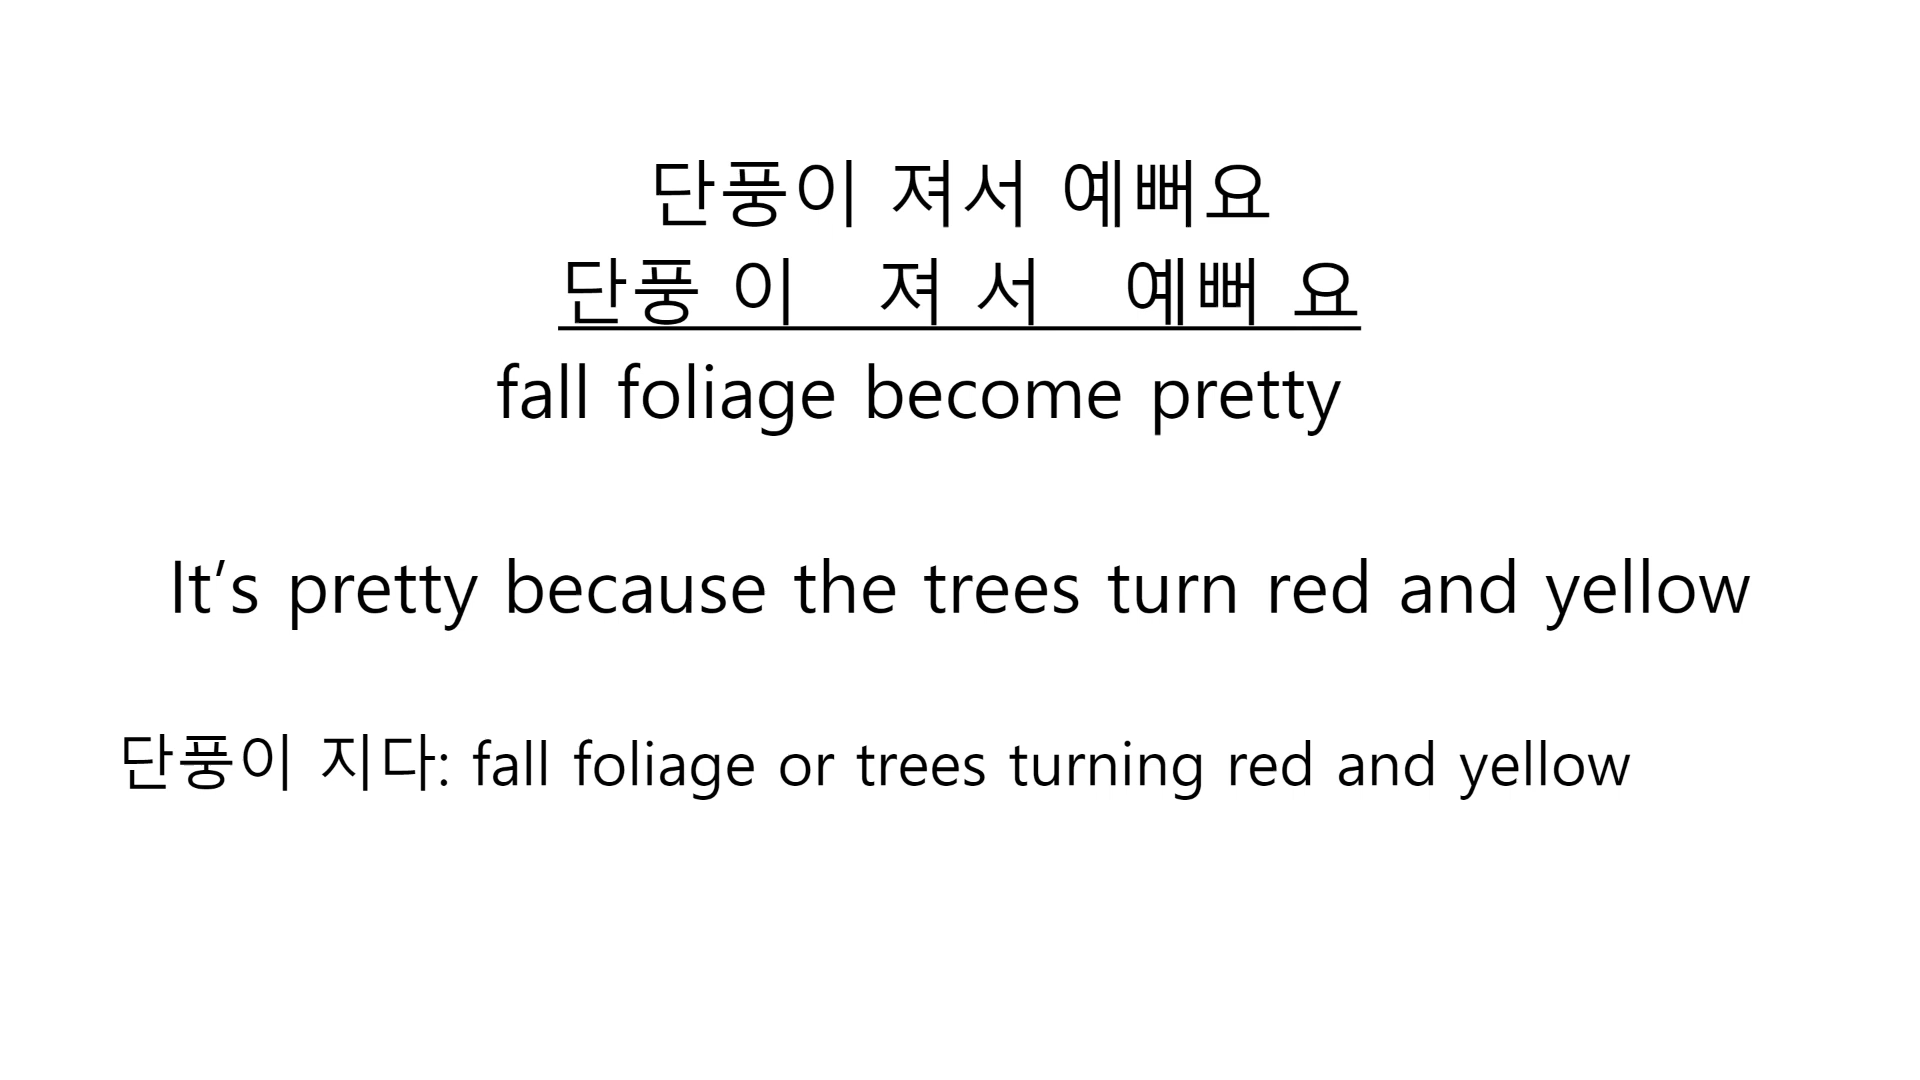 단풍이 져서 예뻐요
단풍 이 져 서 예뻐 요
fall foliage become pretty
It's pretty because the trees turn red and yellow
단풍이 지다: fall foliage or trees turning red and yellow